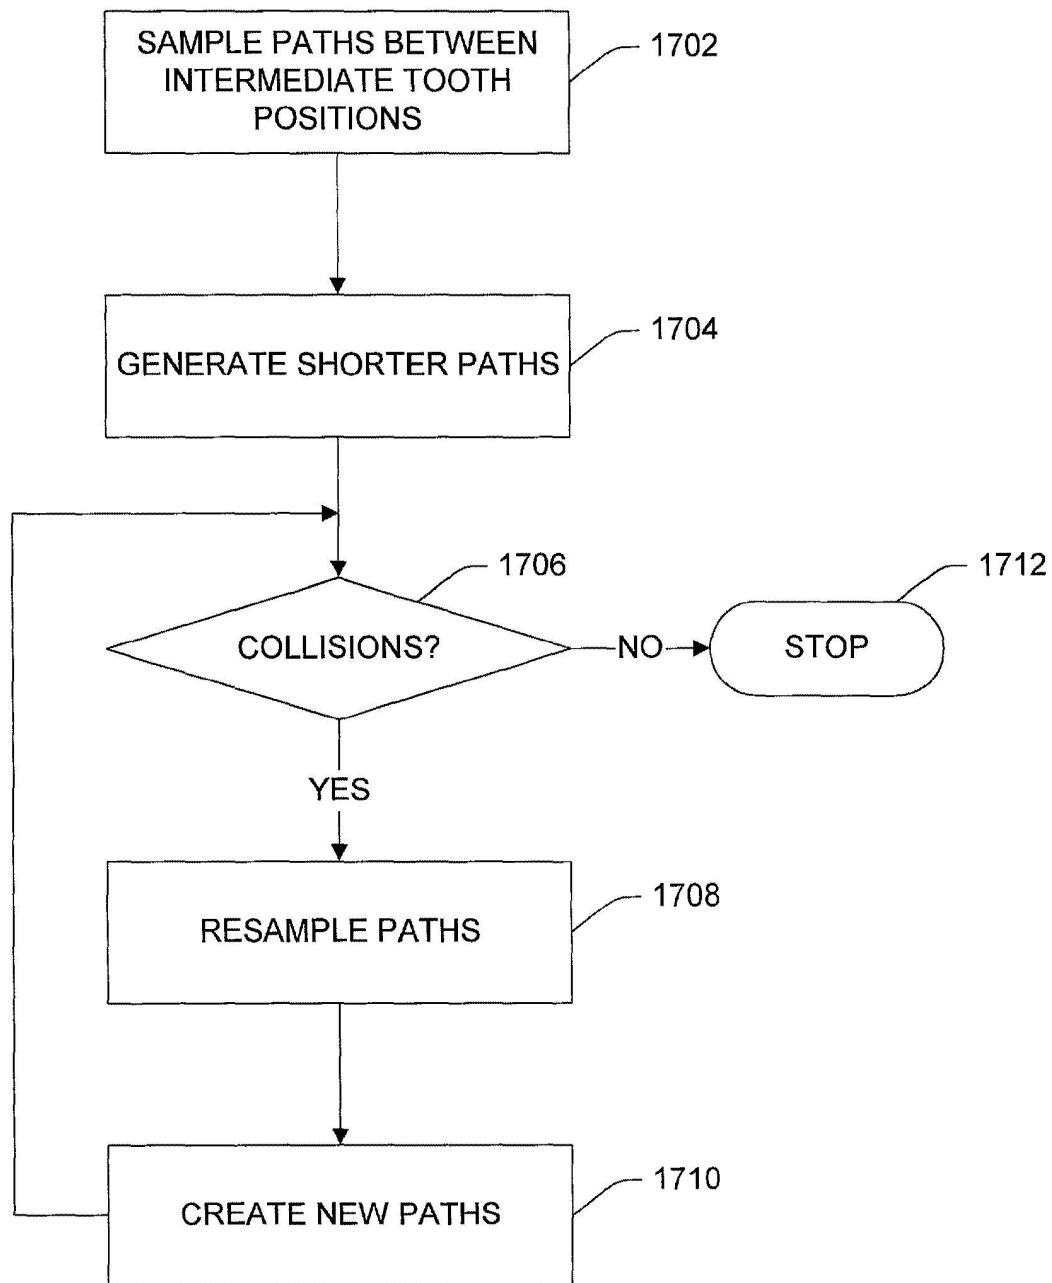 SAMPLE PATHS BETWEEN
INTERMEDIATE TOOTH
POSITIONS
1702
GENERATE SHORTER PATHS
1704
COLLISIONS?
1706
NO
STOP
1712
YES
RESAMPLE PATHS
1708
CREATE NEW PATHS
1710